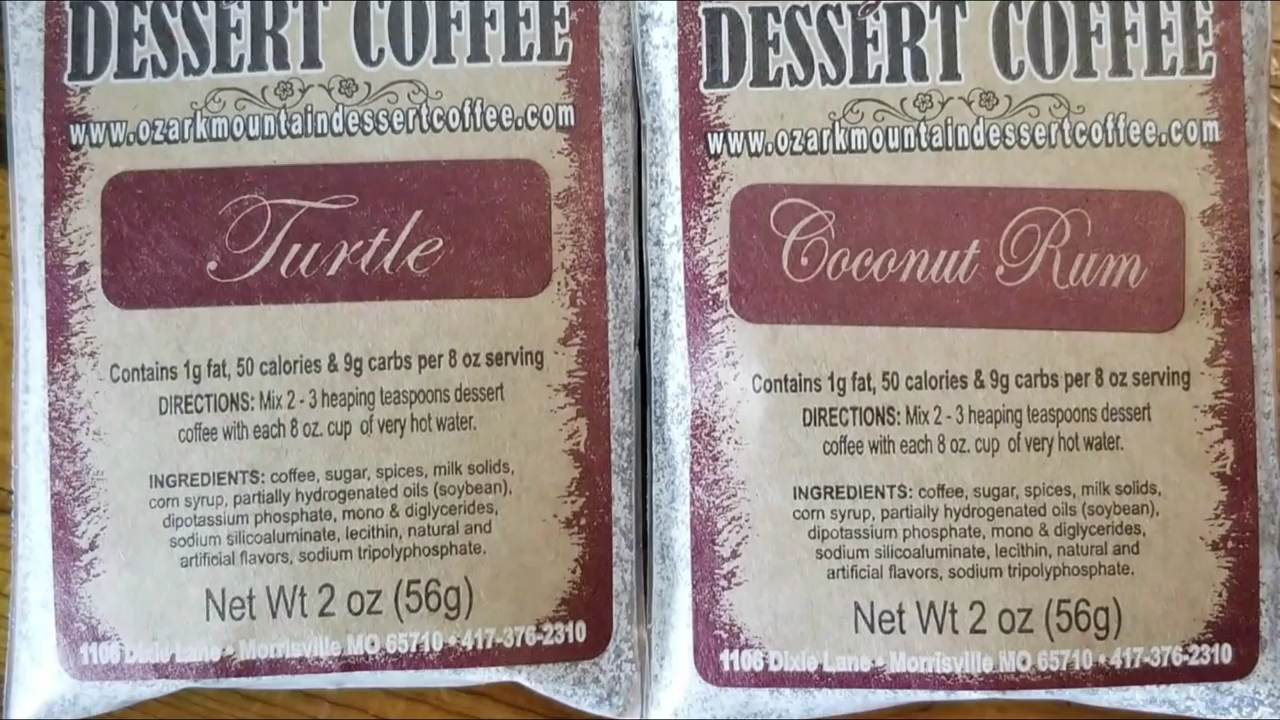 DESSERT COFFEE
www.ozarkmountaindessertcoffee.com
Turtle
Contains 1g fat, 50 calories & 9g carbs per 8 oz serving
DIRECTIONS: Mix 2 - 3 heaping teaspoons dessert
coffee with each 8 oz. cup of very hot water.
INGREDIENTS: coffee, sugar, spices, milk solids,
corn syrup, partially hydrogenated oils (soybean),
dipotassium phosphate, mono & diglycerides,
sodium silicoaluminate, lecithin, natural and
artificial flavors, sodium tripolyphosphate.
Net Wt 2 oz (56g)
1106 Dixie Lane • Morrisville MO 65710 • 417-376-2310
DESSERT COFFEE
www.ozarkmountaindessertcoffee.com
Coconut Rum
Contains 1g fat, 50 calories & 9g carbs per 8 oz serving
DIRECTIONS: Mix 2 - 3 heaping teaspoons dessert
coffee with each 8 oz. cup of very hot water.
INGREDIENTS: coffee, sugar, spices, milk solids,
corn syrup, partially hydrogenated oils (soybean),
dipotassium phosphate, mono & diglycerides,
sodium silicoaluminate, lecithin, natural and
artificial flavors, sodium tripolyphosphate.
Net Wt 2 oz (56g)
1106 Dixie Lane • Morrisville MO 65710 • 417-376-2310